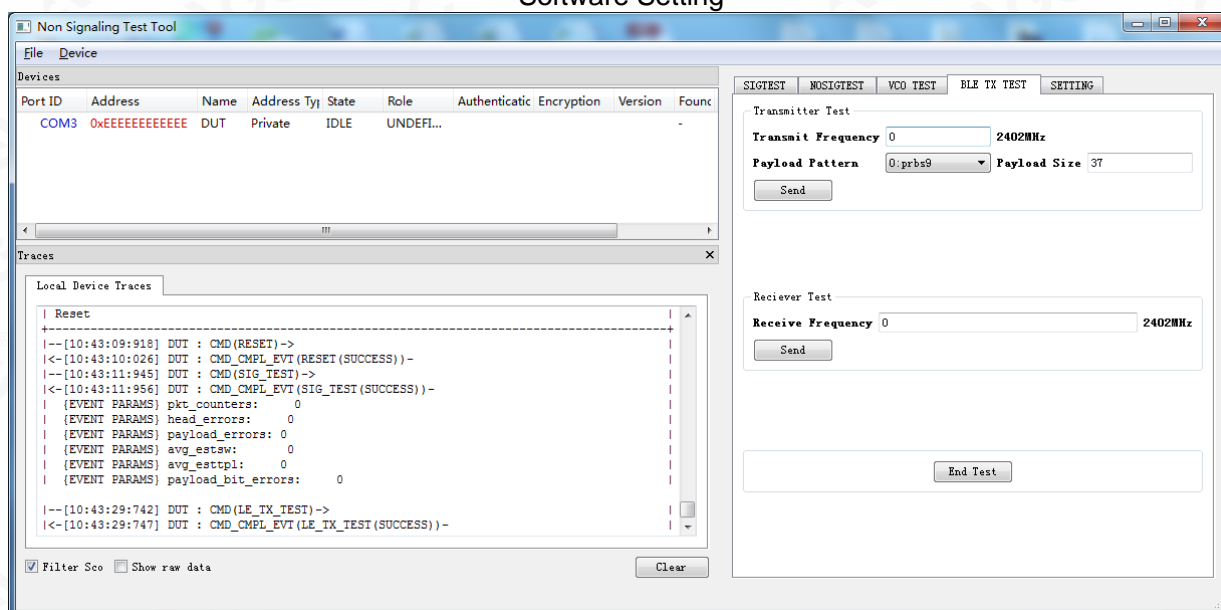 Software Setting
Non Signaling Test Tool
File Device
Devices
Port ID Address Name Address Typ State Role Authenticatic Encryption Version Found
COM3 0xEEEEEEEEEEEE DUT Private IDLE UNDEFI... -
Traces
Local Device Traces
| Reset |
+-----------------------------------------------------------------------------+
|--[10:43:09:918] DUT : CMD(RESET)-> |
|<-[10:43:10:026] DUT : CMD_CMPL_EVT(RESET(SUCCESS))- |
|--[10:43:11:945] DUT : CMD(SIG_TEST)-> |
|<-[10:43:11:956] DUT : CMD_CMPL_EVT(SIG_TEST(SUCCESS))- |
| {EVENT PARAMS} pkt_counters: 0 |
| {EVENT PARAMS} head_errors: 0 |
| {EVENT PARAMS} payload_errors: 0 |
| {EVENT PARAMS} avg_estsw: 0 |
| {EVENT PARAMS} avg_esttpl: 0 |
| {EVENT PARAMS} payload_bit_errors: 0 |
|--[10:43:29:742] DUT : CMD(LE_TX_TEST)-> |
|<-[10:43:29:747] DUT : CMD_CMPL_EVT(LE_TX_TEST(SUCCESS))- |
Filter Sco Show raw data Clear
SIGTEST NOSIGTEST VCO TEST BLE TX TEST SETTING
Transmitter Test
Transmit Frequency 0 2402MHz
Payload Pattern 0:prbs9 Payload Size 37
Send
Reciever Test
Receive Frequency 0 2402MHz
Send
End Test